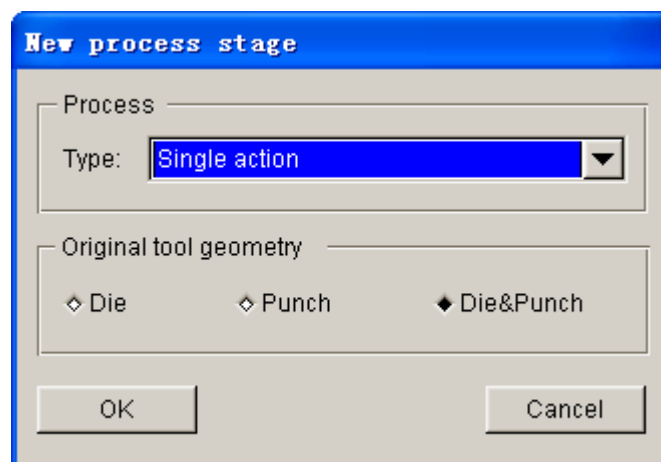 New process stage
Process
Type: Single action
Original tool geometry
Die Punch Die&Punch
OK Cancel